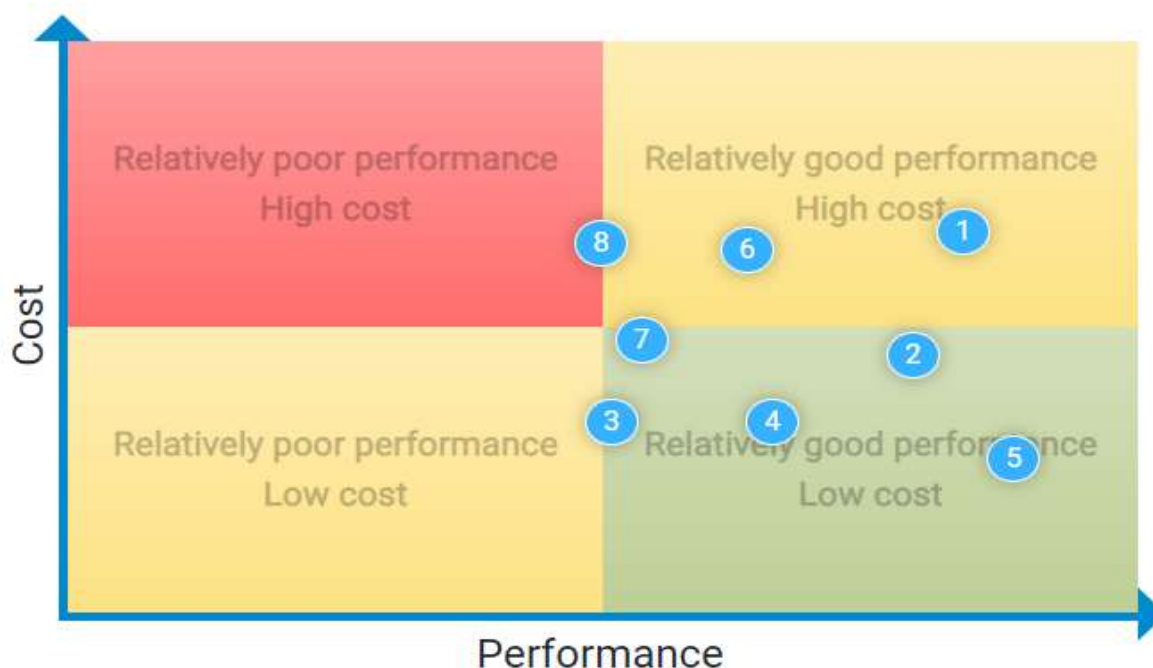 Relatively poor performance
High cost
Relatively good performance
High cost
8
6
1
Cost
7
2
3
4
Relatively poor performance
Low cost
Relatively good performance
Low cost
5
Performance